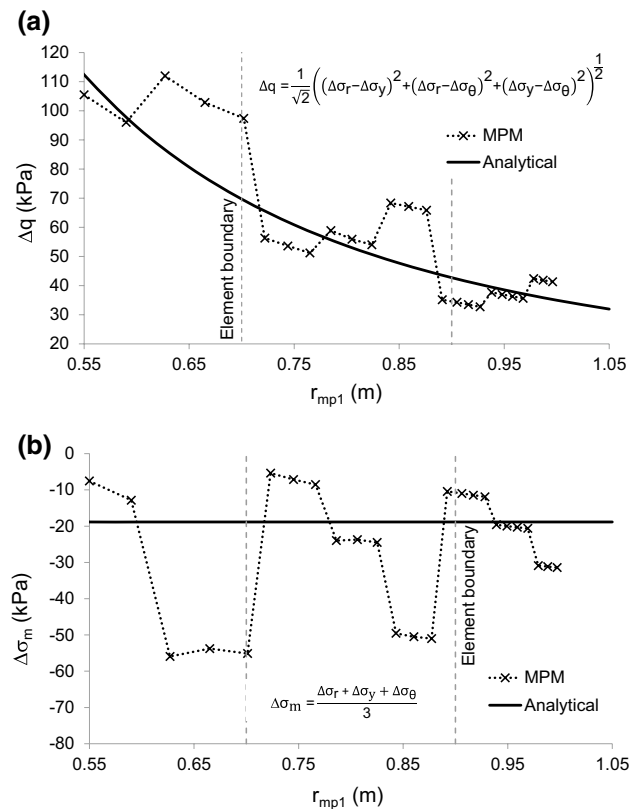 (a)
120
110
100
90
80
70
60
50
40
30
20
Δq (kPa)
Δq = 1/√2 ((Δσr−Δσy)²+(Δσr−Δσθ)²+(Δσy−Δσθ)²)^1/2
MPM
Analytical
Element boundary
0.55 0.65 0.75 0.85 0.95 1.05
rmp1 (m)
(b)
0
-10
-20
-30
-40
-50
-60
-70
-80
Δσm (kPa)
Element boundary
MPM
Analytical
Δσm = Δσr + Δσy + Δσθ / 3
0.55 0.65 0.75 0.85 0.95 1.05
rmp1 (m)